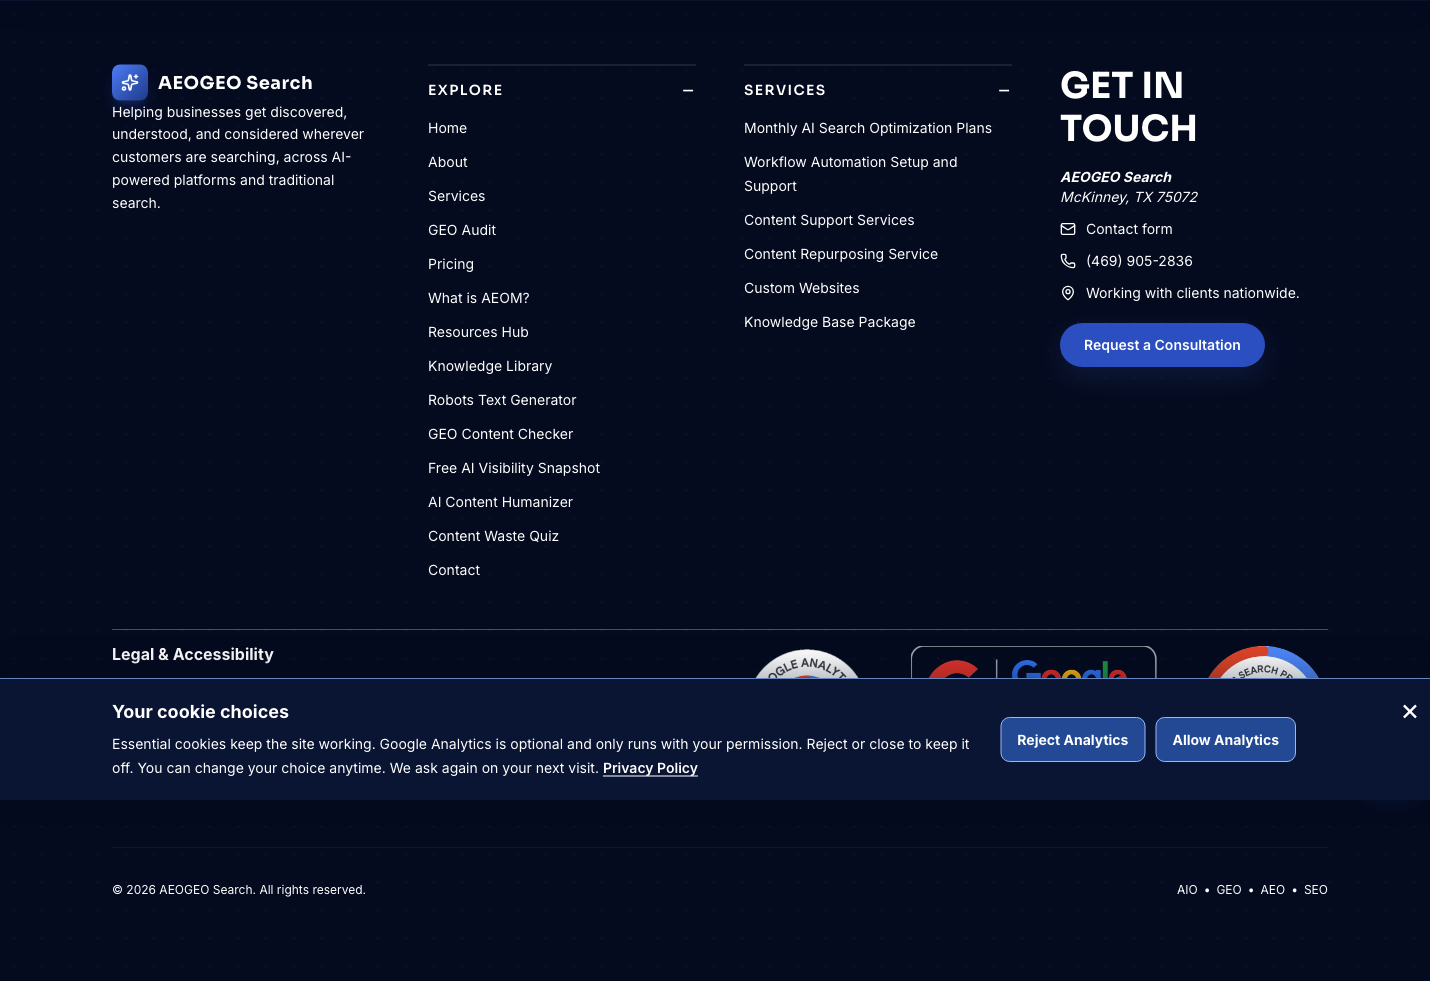 AEOGEO Search
Helping businesses get discovered,
understood, and considered wherever
customers are searching, across AI-
powered platforms and traditional
search.
EXPLORE
Home
About
Services
GEO Audit
Pricing
What is AEOM?
Resources Hub
Knowledge Library
Robots Text Generator
GEO Content Checker
Free AI Visibility Snapshot
AI Content Humanizer
Content Waste Quiz
Contact
SERVICES
Monthly AI Search Optimization Plans
Workflow Automation Setup and
Support
Content Support Services
Content Repurposing Service
Custom Websites
Knowledge Base Package
GET IN
TOUCH
AEOGEO Search
McKinney, TX 75072
Contact form
(469) 905-2836
Working with clients nationwide.
Request a Consultation
Legal & Accessibility
Google
SEARCH
Your cookie choices
Essential cookies keep the site working. Google Analytics is optional and only runs with your permission. Reject or close to keep it
off. You can change your choice anytime. We ask again on your next visit. Privacy Policy
Reject Analytics
Allow Analytics
© 2026 AEOGEO Search. All rights reserved.
AIO • GEO • AEO • SEO